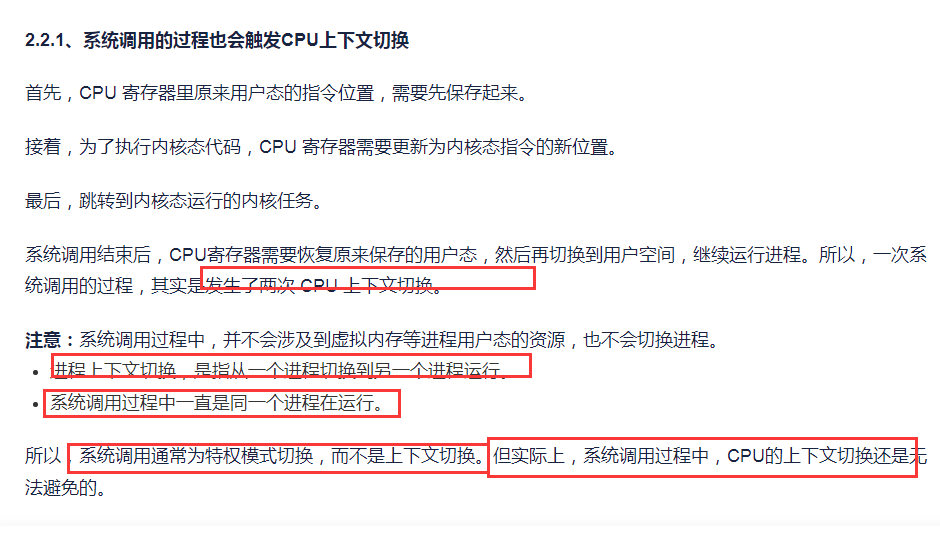 2.2.1、系统调用的过程也会触发CPU上下文切换
首先，CPU 寄存器里原来用户态的指令位置，需要先保存起来。
接着，为了执行内核态代码，CPU 寄存器需要更新为内核态指令的新位置。
最后，跳转到内核态运行的内核任务。
系统调用结束后，CPU寄存器需要恢复原来保存的用户态，然后再切换到用户空间，继续运行进程。所以，一次系
统调用的过程，其实是发生了两次 CPU 上下文切换。
注意：系统调用过程中，并不会涉及到虚拟内存等进程用户态的资源，也不会切换进程。
• 进程上下文切换，是指从一个进程切换到另一个进程运行。
• 系统调用过程中一直是同一个进程在运行。
所以，系统调用通常为特权模式切换，而不是上下文切换。但实际上，系统调用过程中，CPU的上下文切换还是无
法避免的。